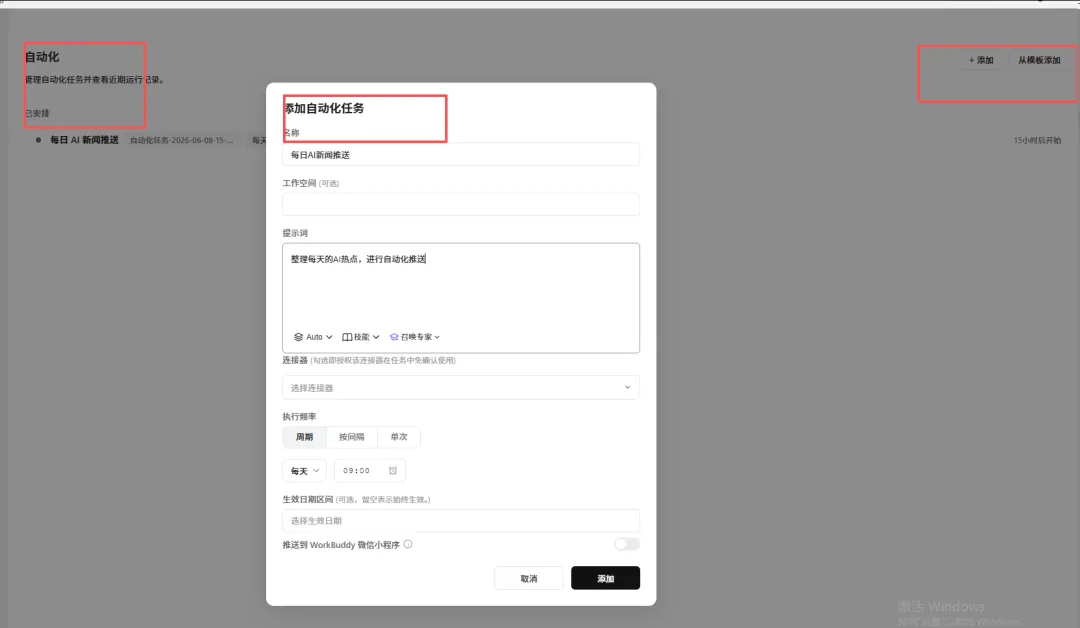 自动化
+ 添加 从模板添加
管理自动化任务并查看近期运行记录。
已安排
每日 AI 新闻推送 自动化任务-2026-06-08-15-... 每天 15小时后开始
添加自动化任务
名称
每日AI新闻推送
工作空间 (可选)
提示词
整理每天的AI热点，进行自动化推送
Auto 技能 召唤专家
连接器 (勾选即授权该连接器在任务中免确认使用)
选择连接器
执行频率
周期 按间隔 单次
每天 09:00
生效日期区间 (可选，留空表示始终生效。)
选择生效日期
推送到 WorkBuddy 微信小程序
取消 添加
激活 Windows